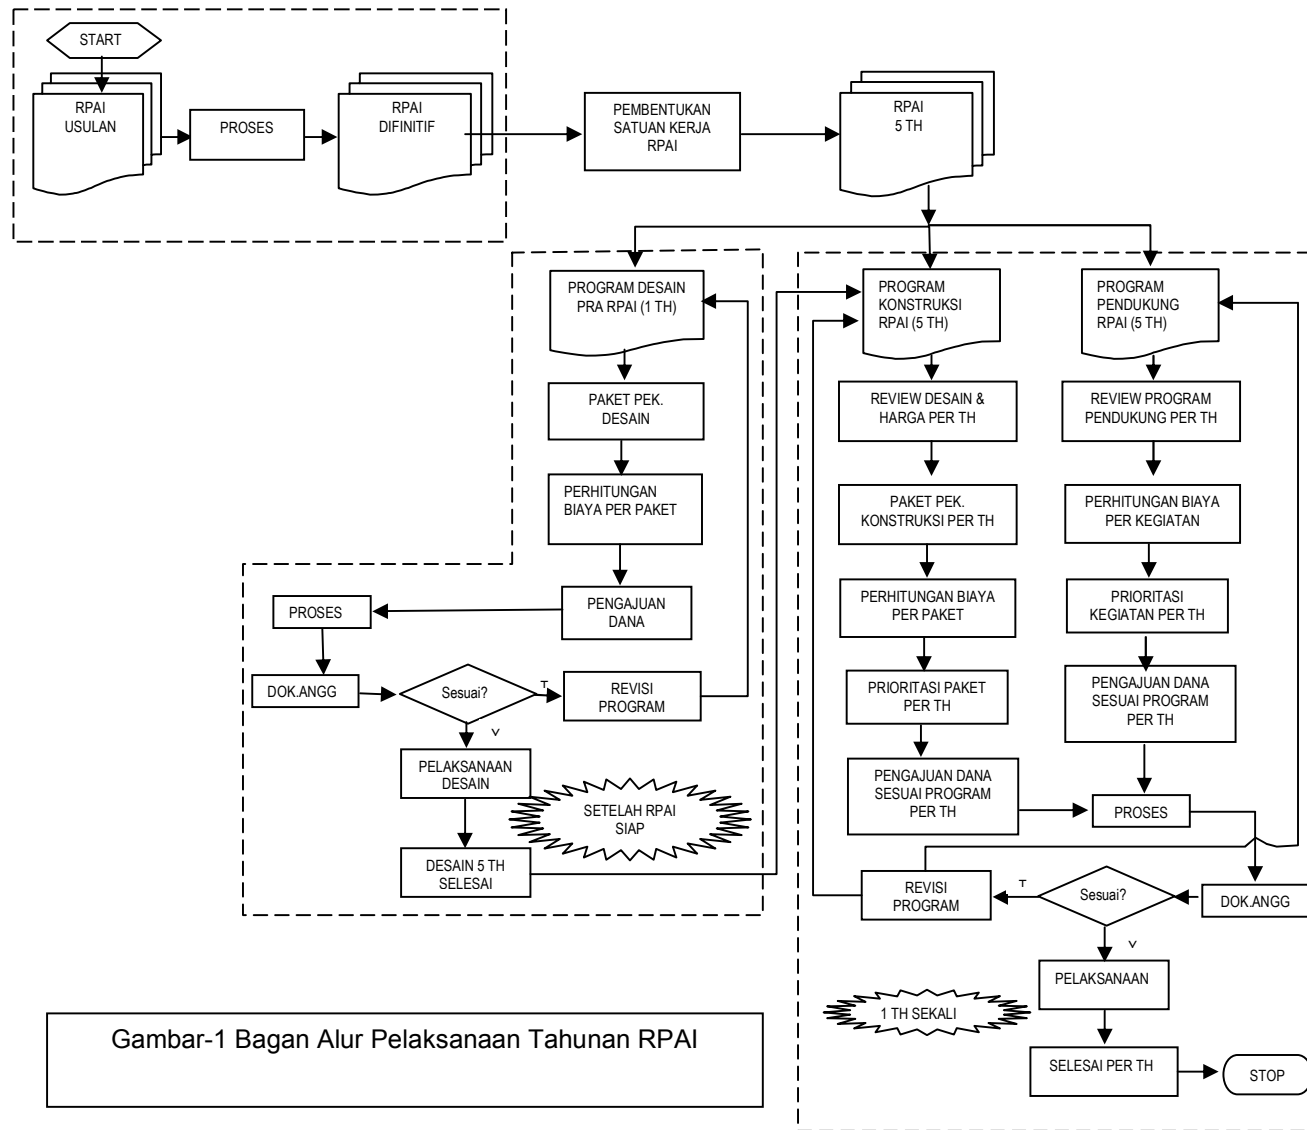 START
RPAI
USULAN
PROSES
RPAI
DIFINITIF
PEMBENTUKAN
SATUAN KERJA
RPAI
RPAI
5 TH
PROGRAM DESAIN
PRA RPAI (1 TH)
PAKET PEK.
DESAIN
PERHITUNGAN
BIAYA PER PAKET
PENGAJUAN
DANA
PROSES
DOK.ANGG
Sesuai?
T
REVISI
PROGRAM
V
PELAKSANAAN
DESAIN
SETELAH RPAI
SIAP
DESAIN 5 TH
SELESAI
PROGRAM
KONSTRUKSI
RPAI (5 TH)
REVIEW DESAIN &
HARGA PER TH
PAKET PEK.
KONSTRUKSI PER TH
PERHITUNGAN BIAYA
PER PAKET
PRIORITASI PAKET
PER TH
PENGAJUAN DANA
SESUAI PROGRAM
PER TH
PROGRAM
PENDUKUNG
RPAI (5 TH)
REVIEW PROGRAM
PENDUKUNG PER TH
PERHITUNGAN BIAYA
PER KEGIATAN
PRIORITASI
KEGIATAN PER TH
PENGAJUAN DANA
SESUAI PROGRAM
PER TH
PROSES
DOK.ANGG
Sesuai?
T
REVISI
PROGRAM
V
PELAKSANAAN
1 TH SEKALI
SELESAI PER TH
STOP
Gambar-1 Bagan Alur Pelaksanaan Tahunan RPAI